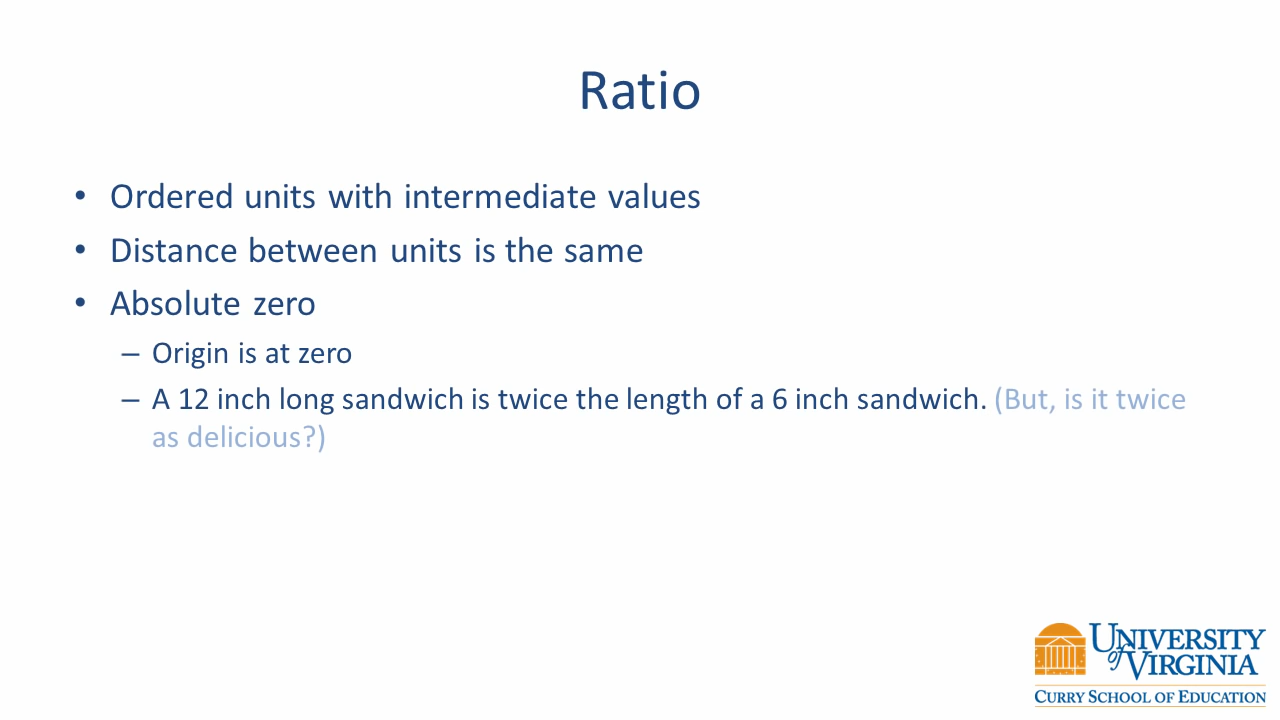 Ratio
• Ordered units with intermediate values
• Distance between units is the same
• Absolute zero
– Origin is at zero
– A 12 inch long sandwich is twice the length of a 6 inch sandwich. (But, is it twice
as delicious?)
UNIVERSITY
of VIRGINIA
CURRY SCHOOL OF EDUCATION